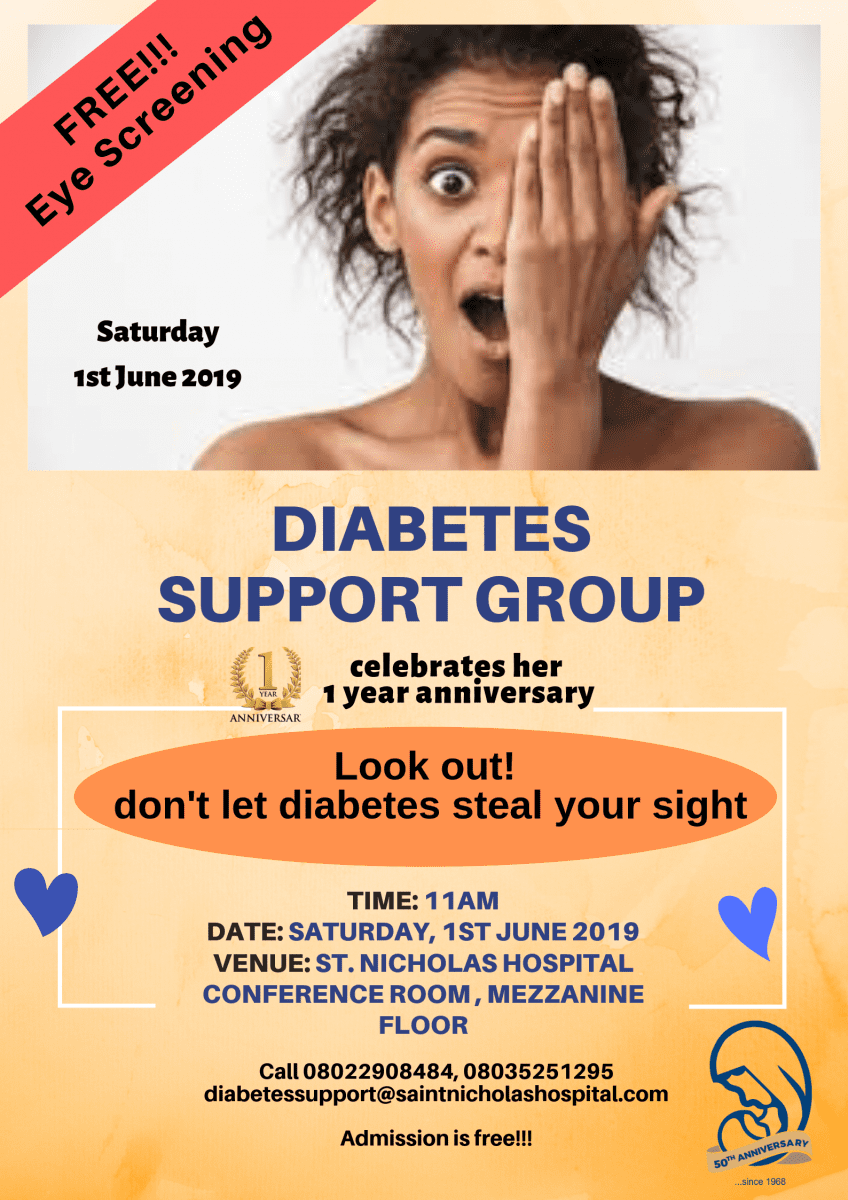 FREE!!!
Eye Screening
Saturday
1st June 2019
DIABETES
SUPPORT GROUP
1
YEAR
ANNIVERSAR
celebrates her
1 year anniversary
Look out!
don't let diabetes steal your sight
TIME: 11AM
DATE: SATURDAY, 1ST JUNE 2019
VENUE: ST. NICHOLAS HOSPITAL
CONFERENCE ROOM , MEZZANINE
FLOOR
Call 08022908484, 08035251295
diabetessupport@saintnicholashospital.com
Admission is free!!!
50TH ANNIVERSARY
...since 1968